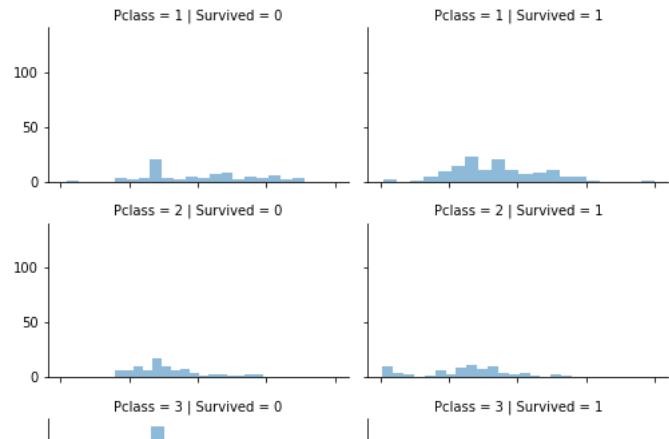 Pclass = 1 | Survived = 0
Pclass = 1 | Survived = 1
100
50
0
Pclass = 2 | Survived = 0
Pclass = 2 | Survived = 1
100
50
0
Pclass = 3 | Survived = 0
Pclass = 3 | Survived = 1